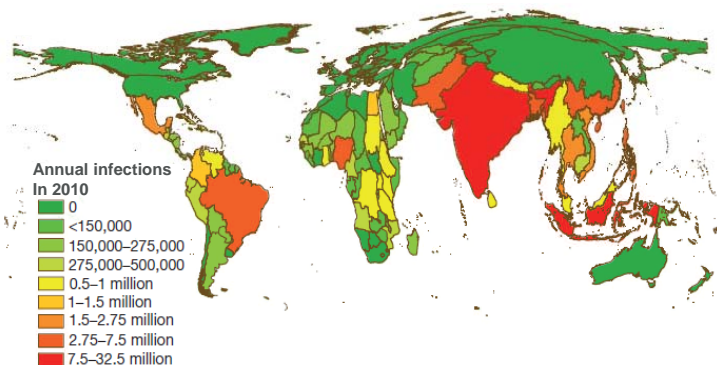 Annual infections
In 2010
0
<150,000
150,000–275,000
275,000–500,000
0.5–1 million
1–1.5 million
1.5–2.75 million
2.75–7.5 million
7.5–32.5 million